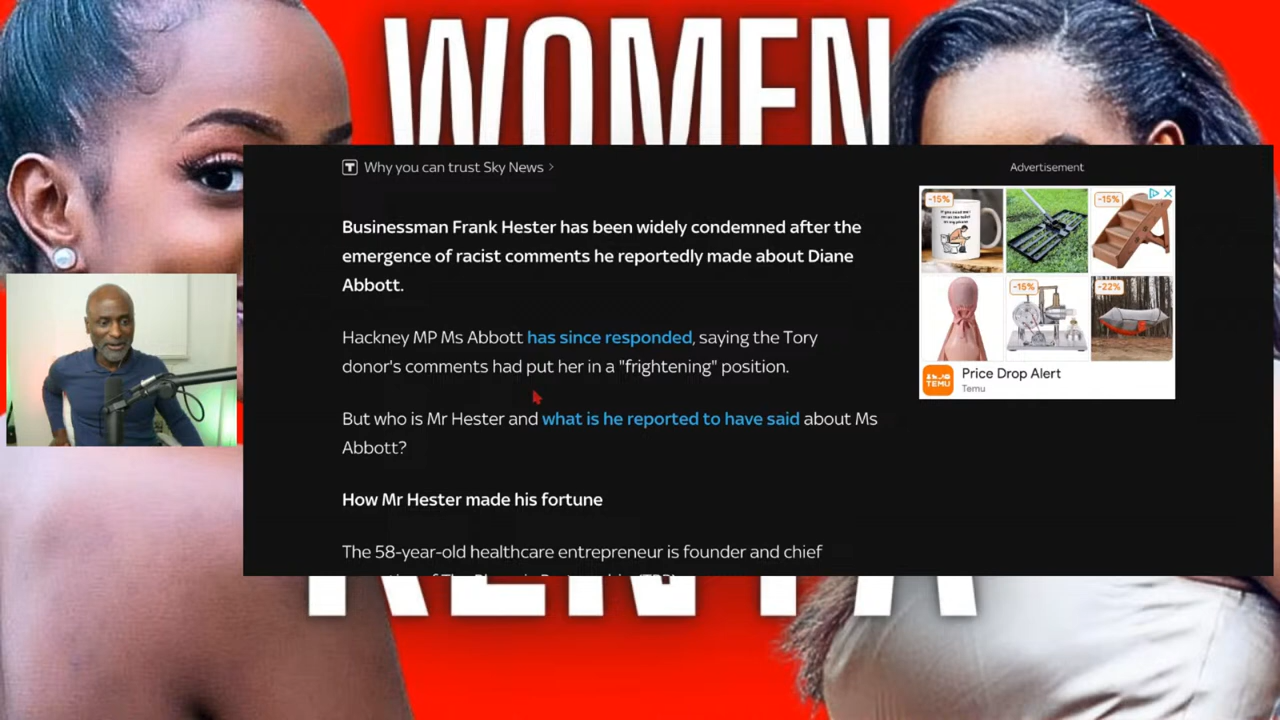 WOMEN
Why you can trust Sky News >
Advertisement
Businessman Frank Hester has been widely condemned after the
emergence of racist comments he reportedly made about Diane
Abbott.
Hackney MP Ms Abbott has since responded, saying the Tory
donor's comments had put her in a "frightening" position.
But who is Mr Hester and what is he reported to have said about Ms
Abbott?
How Mr Hester made his fortune
The 58-year-old healthcare entrepreneur is founder and chief
-15%
-15%
-15%
-22%
TEMU
Price Drop Alert
Temu
KENYA